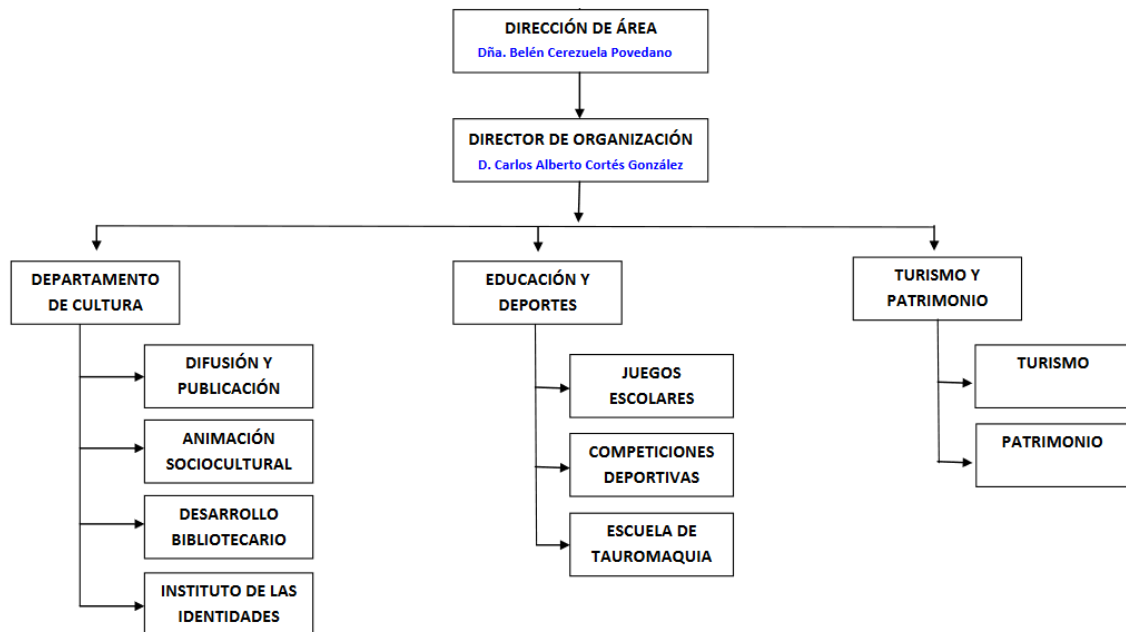 DIRECCIÓN DE ÁREA
Dña. Belén Cerezuela Povedano
DIRECTOR DE ORGANIZACIÓN
D. Carlos Alberto Cortés González
DEPARTAMENTO
DE CULTURA
DIFUSIÓN Y
PUBLICACIÓN
ANIMACIÓN
SOCIOCULTURAL
DESARROLLO
BIBLIOTECARIO
INSTITUTO DE LAS
IDENTIDADES
EDUCACIÓN Y
DEPORTES
JUEGOS
ESCOLARES
COMPETICIONES
DEPORTIVAS
ESCUELA DE
TAUROMAQUIA
TURISMO Y
PATRIMONIO
TURISMO
PATRIMONIO